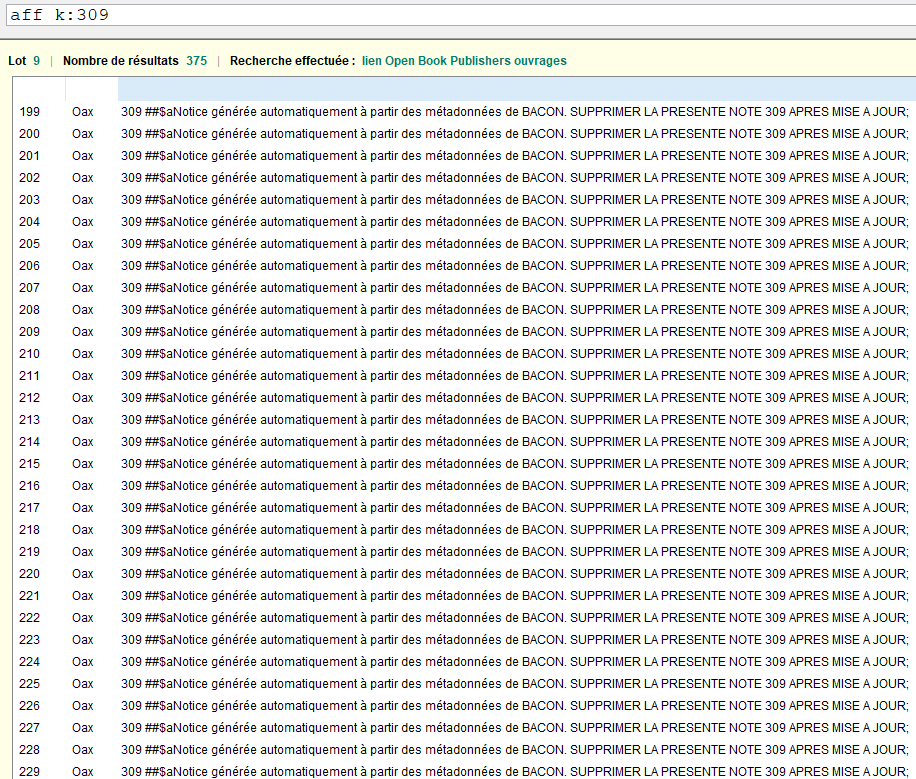 aff k:309
Lot 9 | Nombre de résultats 375 | Recherche effectuée : lien Open Book Publishers ouvrages
199 Oax 309 ##$aNotice générée automatiquement à partir des métadonnées de BACON. SUPPRIMER LA PRESENTE NOTE 309 APRES MISE A JOUR;
200 Oax 309 ##$aNotice générée automatiquement à partir des métadonnées de BACON. SUPPRIMER LA PRESENTE NOTE 309 APRES MISE A JOUR;
201 Oax 309 ##$aNotice générée automatiquement à partir des métadonnées de BACON. SUPPRIMER LA PRESENTE NOTE 309 APRES MISE A JOUR;
202 Oax 309 ##$aNotice générée automatiquement à partir des métadonnées de BACON. SUPPRIMER LA PRESENTE NOTE 309 APRES MISE A JOUR;
203 Oax 309 ##$aNotice générée automatiquement à partir des métadonnées de BACON. SUPPRIMER LA PRESENTE NOTE 309 APRES MISE A JOUR;
204 Oax 309 ##$aNotice générée automatiquement à partir des métadonnées de BACON. SUPPRIMER LA PRESENTE NOTE 309 APRES MISE A JOUR;
205 Oax 309 ##$aNotice générée automatiquement à partir des métadonnées de BACON. SUPPRIMER LA PRESENTE NOTE 309 APRES MISE A JOUR;
206 Oax 309 ##$aNotice générée automatiquement à partir des métadonnées de BACON. SUPPRIMER LA PRESENTE NOTE 309 APRES MISE A JOUR;
207 Oax 309 ##$aNotice générée automatiquement à partir des métadonnées de BACON. SUPPRIMER LA PRESENTE NOTE 309 APRES MISE A JOUR;
208 Oax 309 ##$aNotice générée automatiquement à partir des métadonnées de BACON. SUPPRIMER LA PRESENTE NOTE 309 APRES MISE A JOUR;
209 Oax 309 ##$aNotice générée automatiquement à partir des métadonnées de BACON. SUPPRIMER LA PRESENTE NOTE 309 APRES MISE A JOUR;
210 Oax 309 ##$aNotice générée automatiquement à partir des métadonnées de BACON. SUPPRIMER LA PRESENTE NOTE 309 APRES MISE A JOUR;
211 Oax 309 ##$aNotice générée automatiquement à partir des métadonnées de BACON. SUPPRIMER LA PRESENTE NOTE 309 APRES MISE A JOUR;
212 Oax 309 ##$aNotice générée automatiquement à partir des métadonnées de BACON. SUPPRIMER LA PRESENTE NOTE 309 APRES MISE A JOUR;
213 Oax 309 ##$aNotice générée automatiquement à partir des métadonnées de BACON. SUPPRIMER LA PRESENTE NOTE 309 APRES MISE A JOUR;
214 Oax 309 ##$aNotice générée automatiquement à partir des métadonnées de BACON. SUPPRIMER LA PRESENTE NOTE 309 APRES MISE A JOUR;
215 Oax 309 ##$aNotice générée automatiquement à partir des métadonnées de BACON. SUPPRIMER LA PRESENTE NOTE 309 APRES MISE A JOUR;
216 Oax 309 ##$aNotice générée automatiquement à partir des métadonnées de BACON. SUPPRIMER LA PRESENTE NOTE 309 APRES MISE A JOUR;
217 Oax 309 ##$aNotice générée automatiquement à partir des métadonnées de BACON. SUPPRIMER LA PRESENTE NOTE 309 APRES MISE A JOUR;
218 Oax 309 ##$aNotice générée automatiquement à partir des métadonnées de BACON. SUPPRIMER LA PRESENTE NOTE 309 APRES MISE A JOUR;
219 Oax 309 ##$aNotice générée automatiquement à partir des métadonnées de BACON. SUPPRIMER LA PRESENTE NOTE 309 APRES MISE A JOUR;
220 Oax 309 ##$aNotice générée automatiquement à partir des métadonnées de BACON. SUPPRIMER LA PRESENTE NOTE 309 APRES MISE A JOUR;
221 Oax 309 ##$aNotice générée automatiquement à partir des métadonnées de BACON. SUPPRIMER LA PRESENTE NOTE 309 APRES MISE A JOUR;
222 Oax 309 ##$aNotice générée automatiquement à partir des métadonnées de BACON. SUPPRIMER LA PRESENTE NOTE 309 APRES MISE A JOUR;
223 Oax 309 ##$aNotice générée automatiquement à partir des métadonnées de BACON. SUPPRIMER LA PRESENTE NOTE 309 APRES MISE A JOUR;
224 Oax 309 ##$aNotice générée automatiquement à partir des métadonnées de BACON. SUPPRIMER LA PRESENTE NOTE 309 APRES MISE A JOUR;
225 Oax 309 ##$aNotice générée automatiquement à partir des métadonnées de BACON. SUPPRIMER LA PRESENTE NOTE 309 APRES MISE A JOUR;
226 Oax 309 ##$aNotice générée automatiquement à partir des métadonnées de BACON. SUPPRIMER LA PRESENTE NOTE 309 APRES MISE A JOUR;
227 Oax 309 ##$aNotice générée automatiquement à partir des métadonnées de BACON. SUPPRIMER LA PRESENTE NOTE 309 APRES MISE A JOUR;
228 Oax 309 ##$aNotice générée automatiquement à partir des métadonnées de BACON. SUPPRIMER LA PRESENTE NOTE 309 APRES MISE A JOUR;
229 Oax 309 ##$aNotice générée automatiquement à partir des métadonnées de BACON. SUPPRIMER LA PRESENTE NOTE 309 APRES MISE A JOUR;